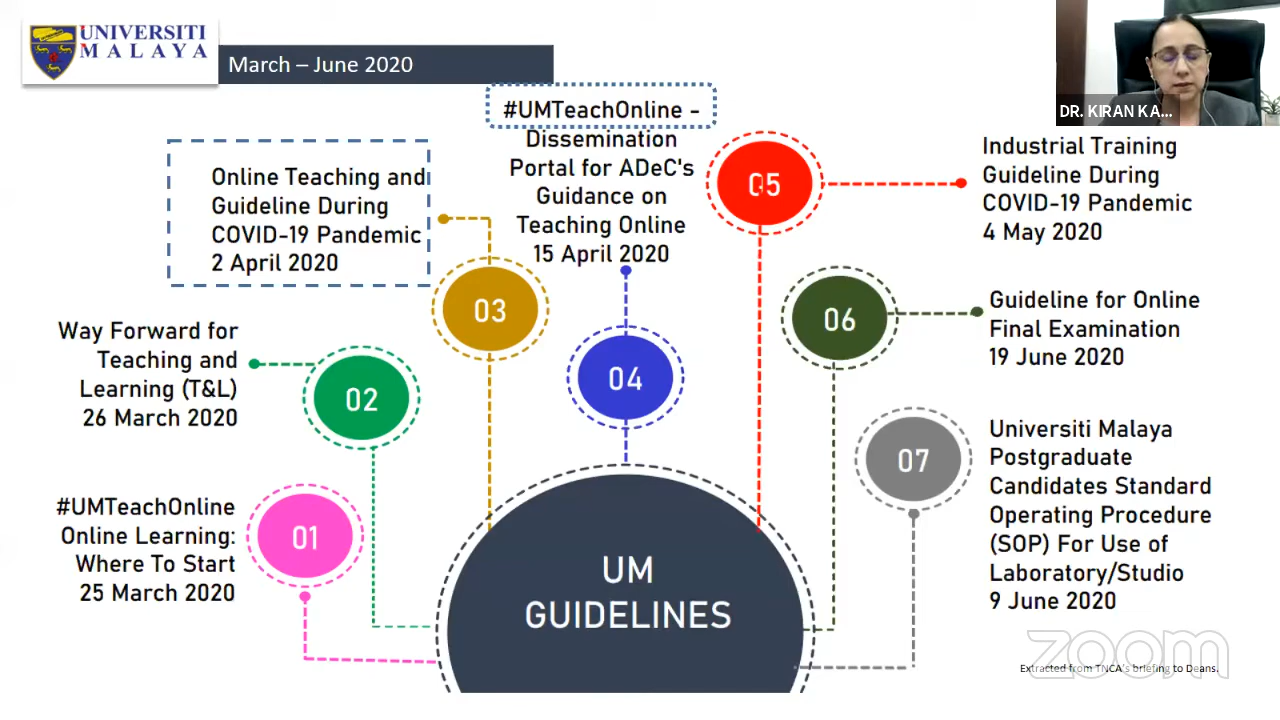 UNIVERSITI
MALAYA
March – June 2020
DR. KIRAN KA...
#UMTeachOnline
Online Learning:
Where To Start
25 March 2020
01
Way Forward for
Teaching and
Learning (T&L)
26 March 2020
02
Online Teaching and
Guideline During
COVID-19 Pandemic
2 April 2020
03
#UMTeachOnline -
Dissemination
Portal for ADeC's
Guidance on
Teaching Online
15 April 2020
04
05
Industrial Training
Guideline During
COVID-19 Pandemic
4 May 2020
06
Guideline for Online
Final Examination
19 June 2020
07
Universiti Malaya
Postgraduate
Candidates Standard
Operating Procedure
(SOP) For Use of
Laboratory/Studio
9 June 2020
UM
GUIDELINES
zoom
Extracted from TNCA's briefing to Deans.